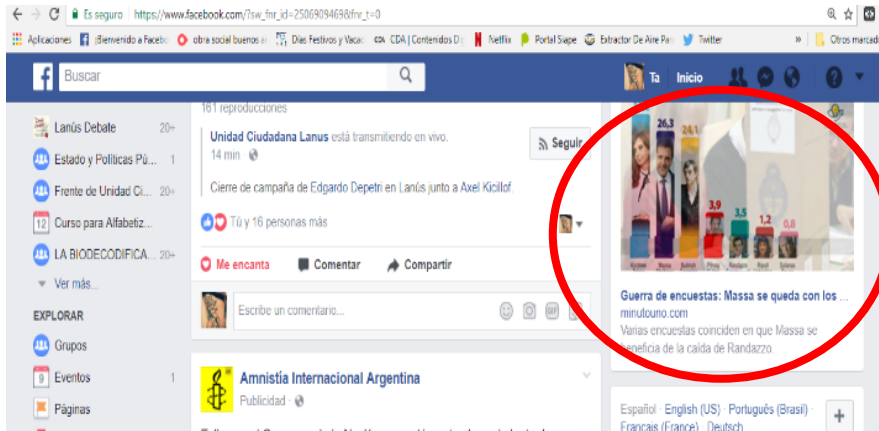 Es seguro | https://www.facebook.com/?sw_fnr_id=2506909469&fnr_t=0
Aplicaciones ¡Bienvenido a Facebo obra social buenos ai Días Festivos y Vacac CDA | Contenidos Di Netflix Portal Siape Extractor De Aire Par Twitter » Otros marcad
Buscar
Ta Inicio
Lanús Debate 20+
Estado y Políticas Pú... 1
Frente de Unidad Ci... 20+
12 Curso para Alfabetiz...
LA BIODECODIFICA... 20+
Ver más...
EXPLORAR
Grupos
9 Eventos 1
Páginas
161 reproducciones
Unidad Ciudadana Lanus está transmitiendo en vivo.
14 min
Seguir
Cierre de campaña de Edgardo Depetri en Lanús junto a Axel Kicillof.
Tú y 16 personas más
Me encanta Comentar Compartir
Escribe un comentario...
GIF
Amnistía Internacional Argentina
Publicidad
26,3
24,1
3,9
3,5
1,2
0,8
Massa
Randazzo
Guerra de encuestas: Massa se queda con los ...
minutouno.com
Varias encuestas coinciden en que Massa se
beneficia de la caída de Randazzo.
Español · English (US) · Português (Brasil) ·
Français (France) · Deutsch